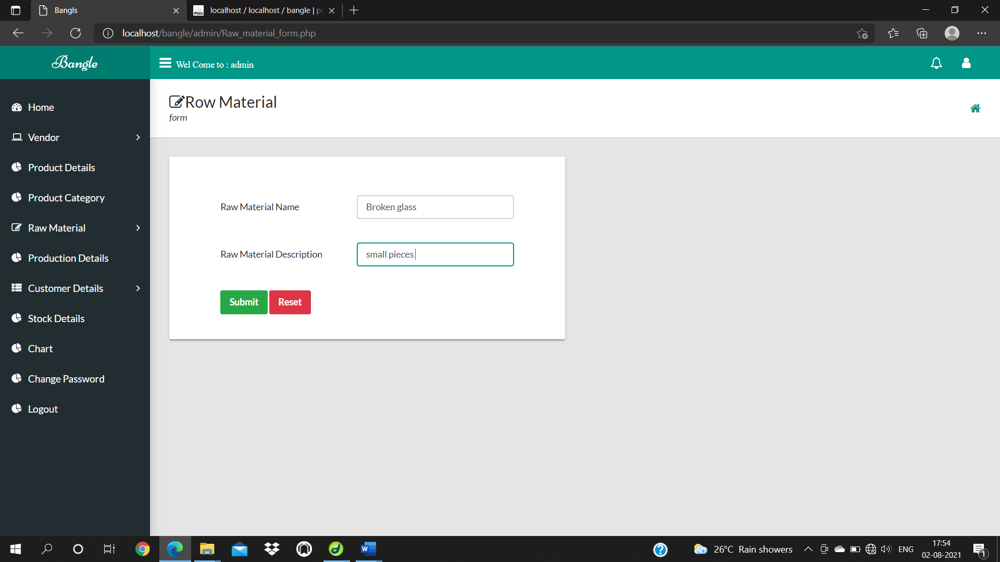 Bangls
localhost / localhost / bangle | p
localhost/bangle/admin/Raw_material_form.php
Bangle
Wel Come to : admin
Row Material
form
Home
Vendor
Product Details
Product Category
Raw Material
Production Details
Customer Details
Stock Details
Chart
Change Password
Logout
Raw Material Name
Broken glass
Raw Material Description
small pieces
Submit Reset
26°C Rain showers
ENG
17:54
02-08-2021
1